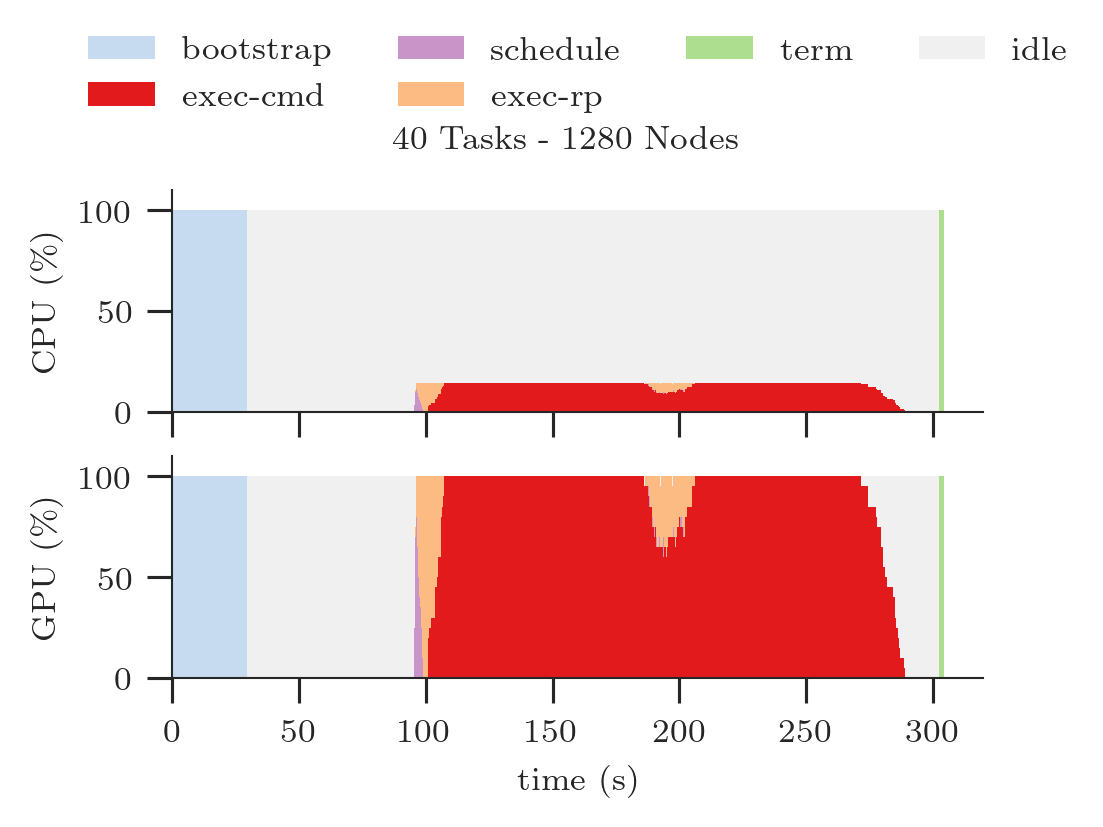 bootstrap schedule term idle
exec-cmd exec-rp
40 Tasks - 1280 Nodes
100
50
0
CPU (%)
100
50
0
GPU (%)
0 50 100 150 200 250 300
time (s)